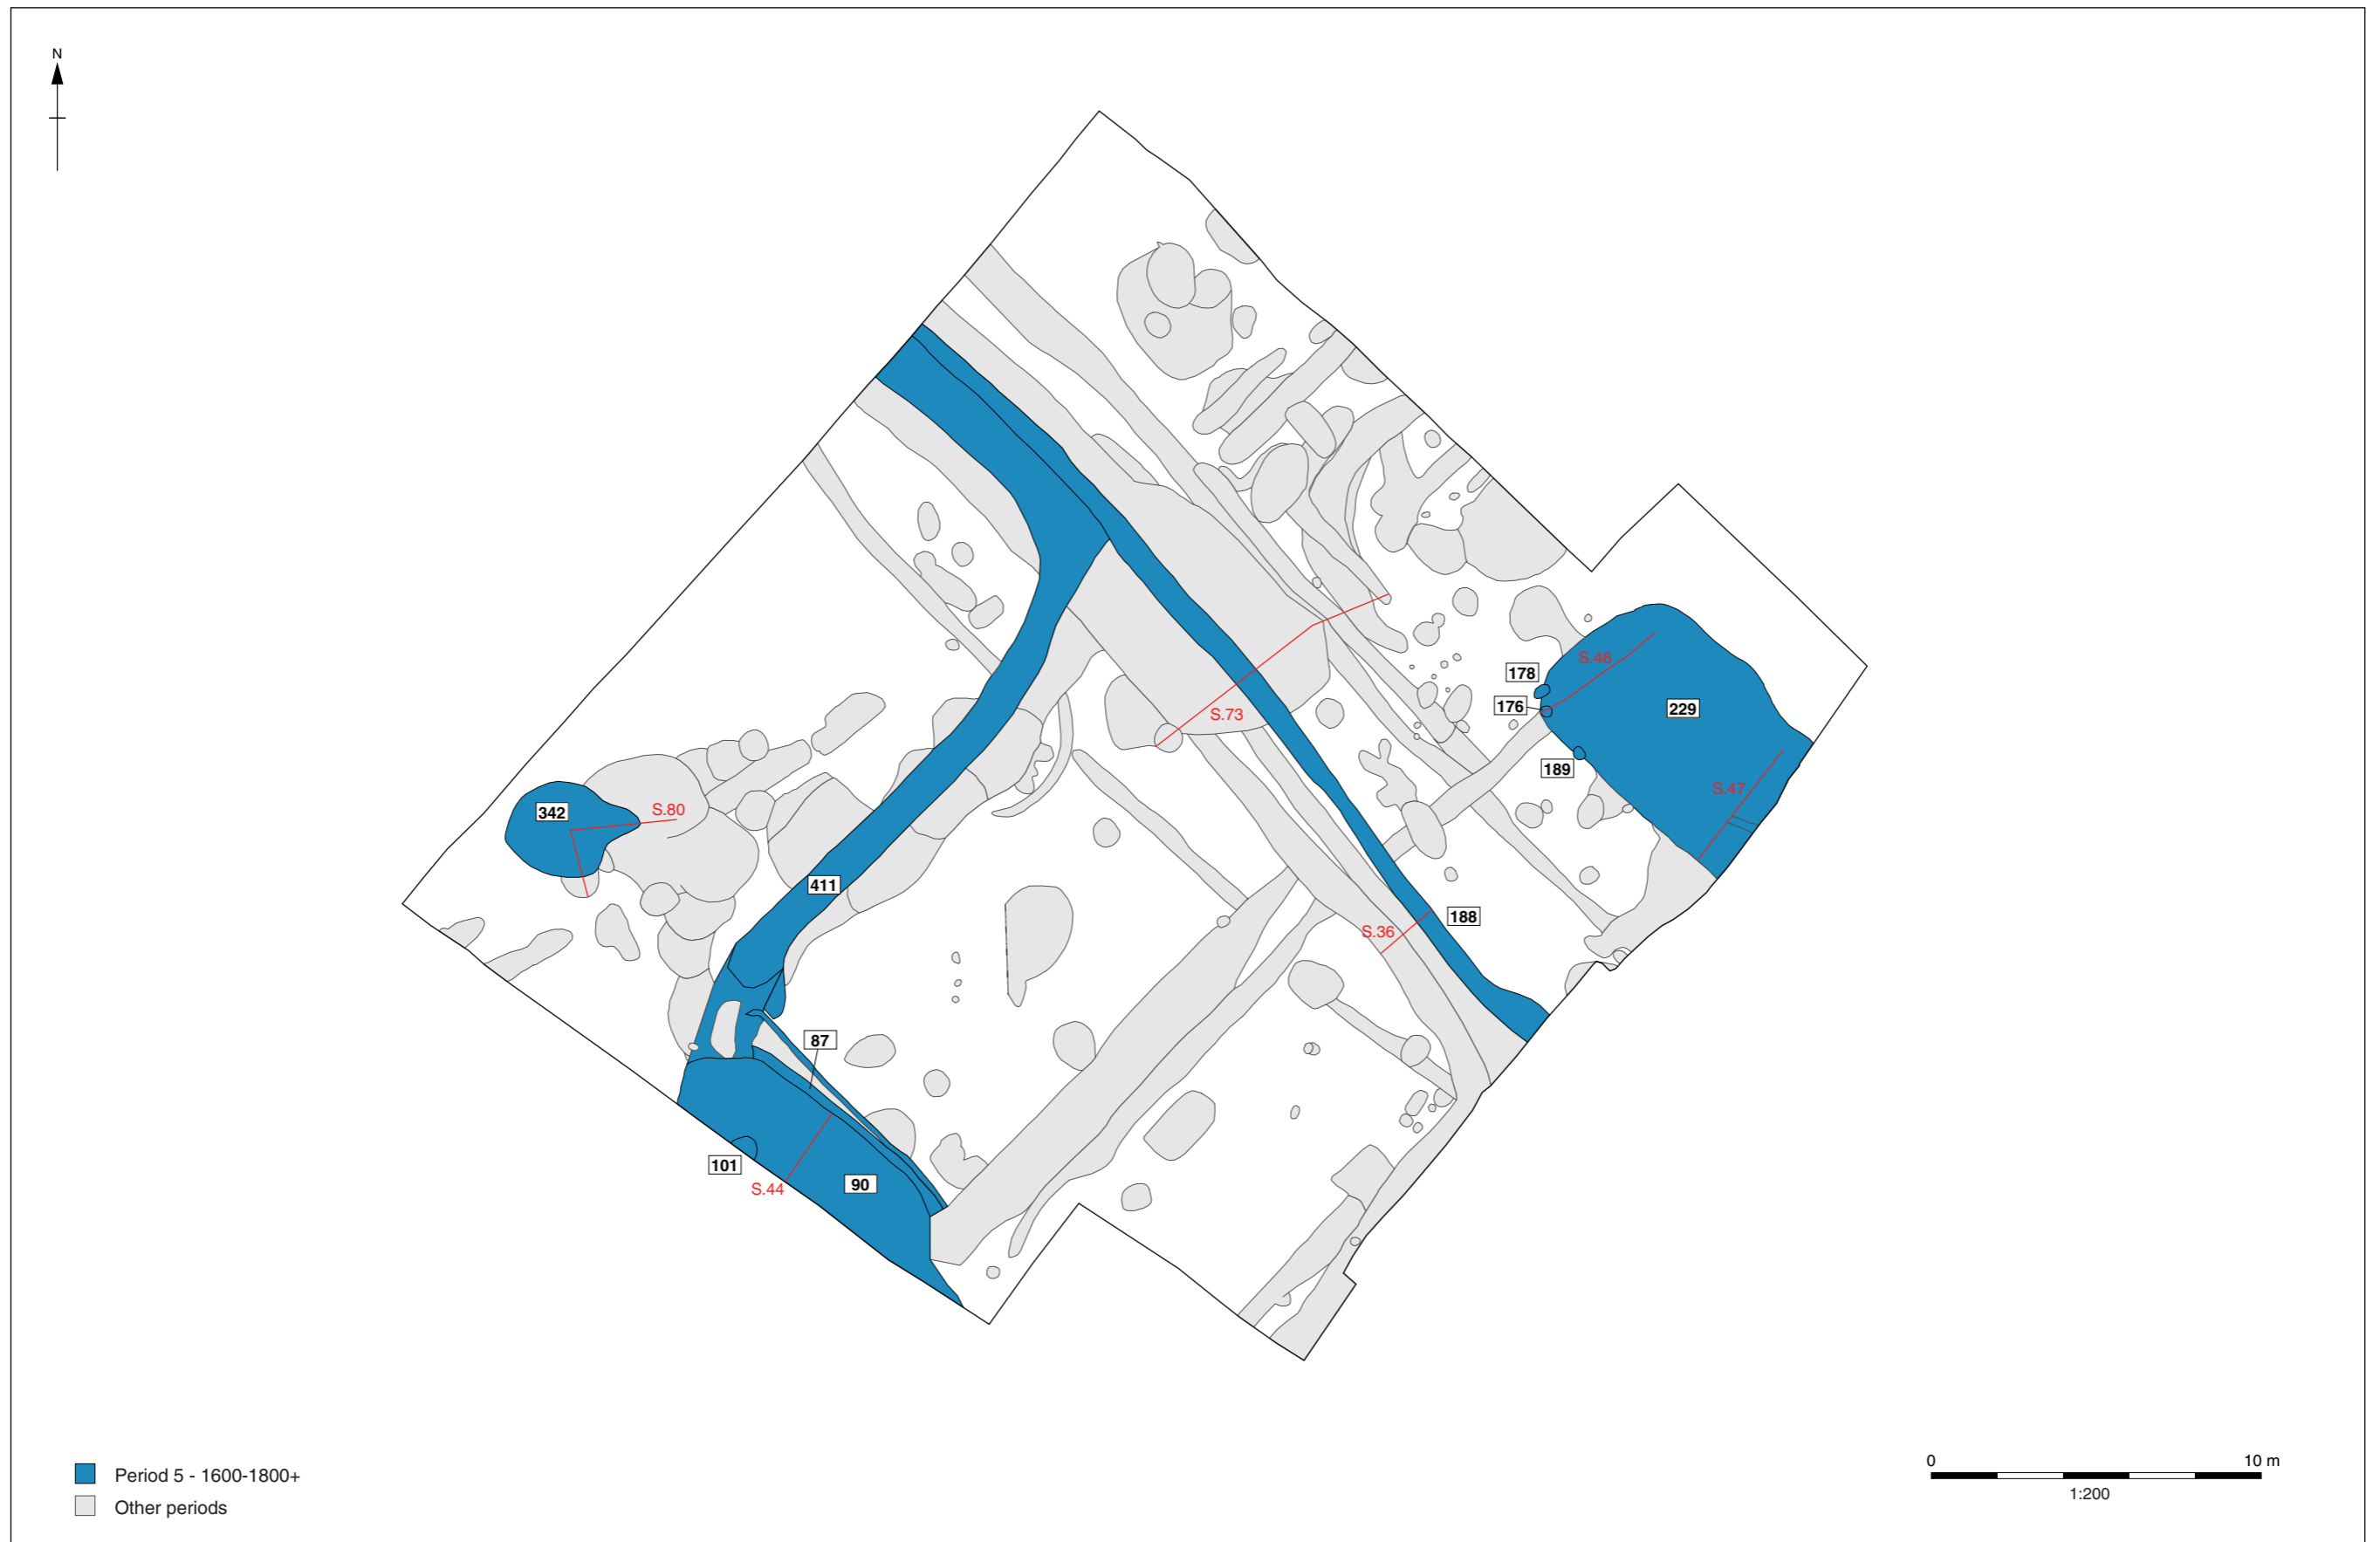 N
S.46
178
176
229
S.73
189
S.47
342
S.80
411
188
S.36
87
101
S.44
90
Period 5 - 1600-1800+
Other periods
0 10 m
1:200